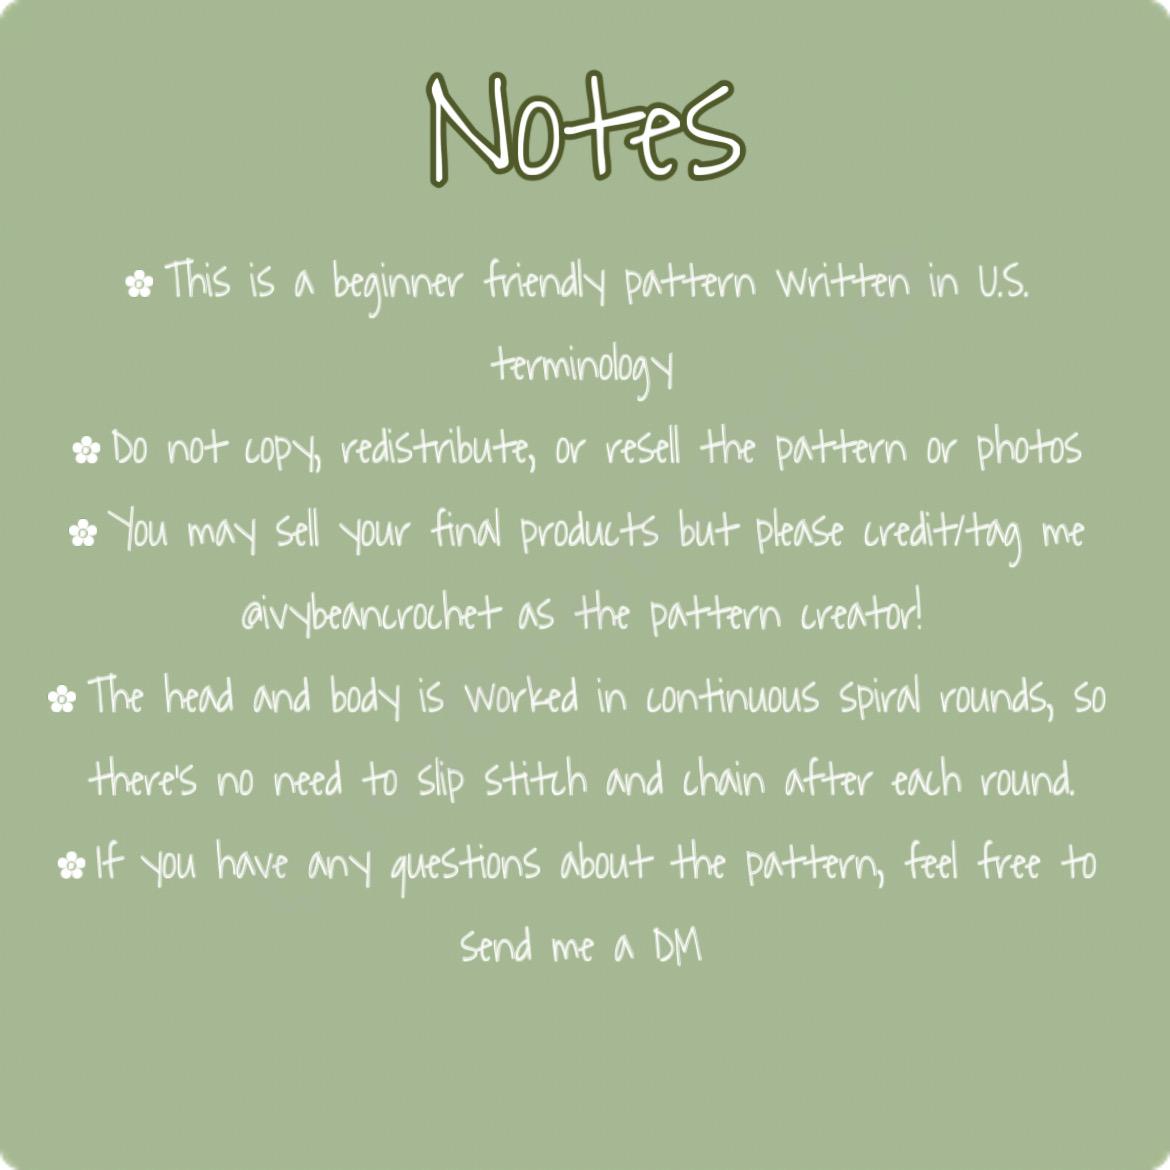 Notes
✿ This is a beginner friendly pattern written in U.S.
terminology
✿ Do not copy, redistribute, or resell the pattern or photos
✿ You may sell your final products but please credit/tag me
@ivybeancrochet as the pattern creator!
✿ The head and body is worked in continuous spiral rounds, so
there's no need to slip stitch and chain after each round.
✿ If you have any questions about the pattern, feel free to
send me a DM